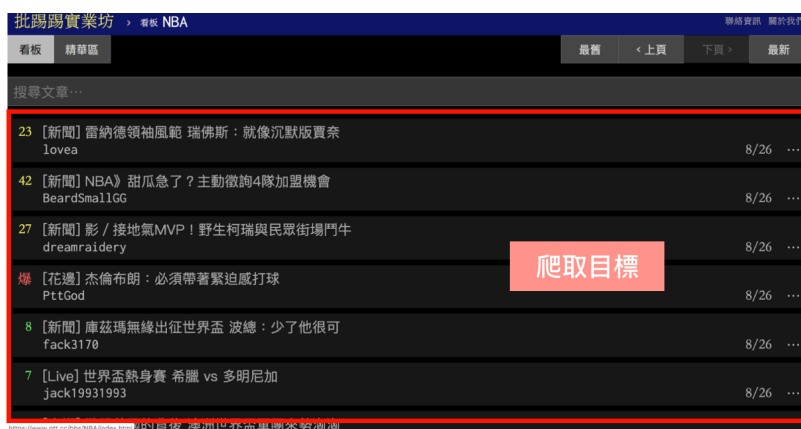 批踢踢實業坊 › 看板 NBA
聯絡資訊 關於我們
看板 精華區 最舊 ‹ 上頁 下頁 › 最新
搜尋文章⋯
23 [新聞] 雷納德領袖風範 瑞佛斯：就像沉默版賈奈
lovea 8/26 ⋯
42 [新聞] NBA》甜瓜急了？主動徵詢4隊加盟機會
BeardSmallGG 8/26 ⋯
27 [新聞] 影／接地氣MVP！野生柯瑞與民眾街場鬥牛
dreamraidery 8/26 ⋯
爬取目標
爆 [花邊] 杰倫布朗：必須帶著緊迫感打球
PttGod 8/26 ⋯
8 [新聞] 庫茲瑪無緣出征世界盃 波總：少了他很可
fack3170 8/26 ⋯
7 [Live] 世界盃熱身賽 希臘 vs 多明尼加
jack19931993 8/26 ⋯
https://www.ptt.cc/bbs/NBA/index.html